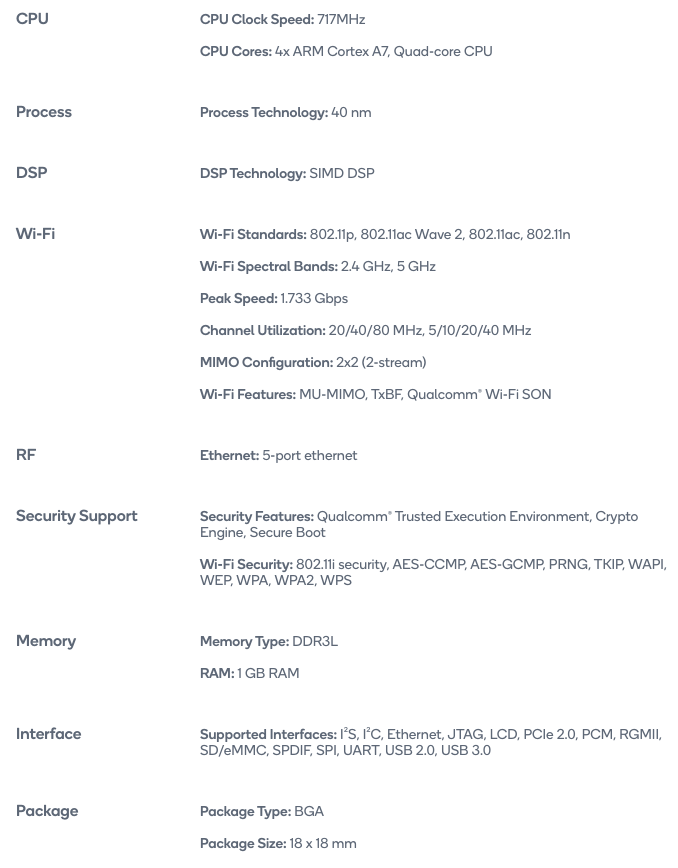 CPU
CPU Clock Speed: 717MHz
CPU Cores: 4x ARM Cortex A7, Quad-core CPU
Process
Process Technology: 40 nm
DSP
DSP Technology: SIMD DSP
Wi-Fi
Wi-Fi Standards: 802.11p, 802.11ac Wave 2, 802.11ac, 802.11n
Wi-Fi Spectral Bands: 2.4 GHz, 5 GHz
Peak Speed: 1.733 Gbps
Channel Utilization: 20/40/80 MHz, 5/10/20/40 MHz
MIMO Configuration: 2x2 (2-stream)
Wi-Fi Features: MU-MIMO, TxBF, Qualcomm® Wi-Fi SON
RF
Ethernet: 5-port ethernet
Security Support
Security Features: Qualcomm® Trusted Execution Environment, Crypto
Engine, Secure Boot
Wi-Fi Security: 802.11i security, AES-CCMP, AES-GCMP, PRNG, TKIP, WAPI,
WEP, WPA, WPA2, WPS
Memory
Memory Type: DDR3L
RAM: 1 GB RAM
Interface
Supported Interfaces: I²S, I²C, Ethernet, JTAG, LCD, PCIe 2.0, PCM, RGMII,
SD/eMMC, SPDIF, SPI, UART, USB 2.0, USB 3.0
Package
Package Type: BGA
Package Size: 18 x 18 mm